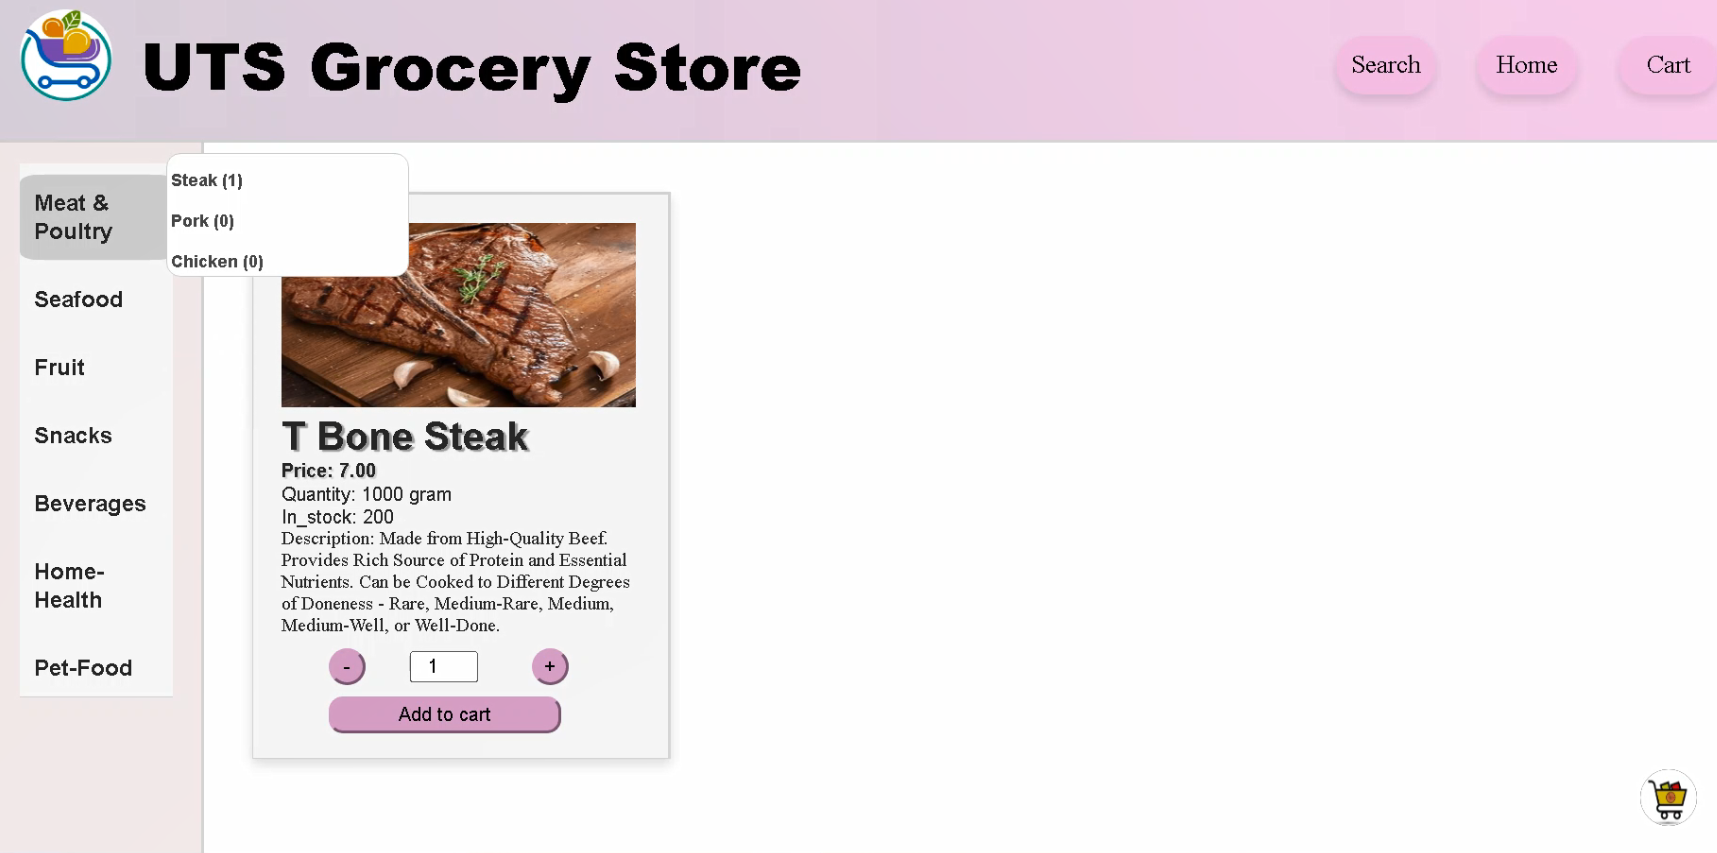 UTS Grocery Store
Search
Home
Cart
Meat &
Poultry
Seafood
Fruit
Snacks
Beverages
Home-
Health
Pet-Food
Steak (1)
Pork (0)
Chicken (0)
T Bone Steak
Price: 7.00
Quantity: 1000 gram
In_stock: 200
Description: Made from High-Quality Beef.
Provides Rich Source of Protein and Essential
Nutrients. Can be Cooked to Different Degrees
of Doneness - Rare, Medium-Rare, Medium,
Medium-Well, or Well-Done.
- 1 +
Add to cart